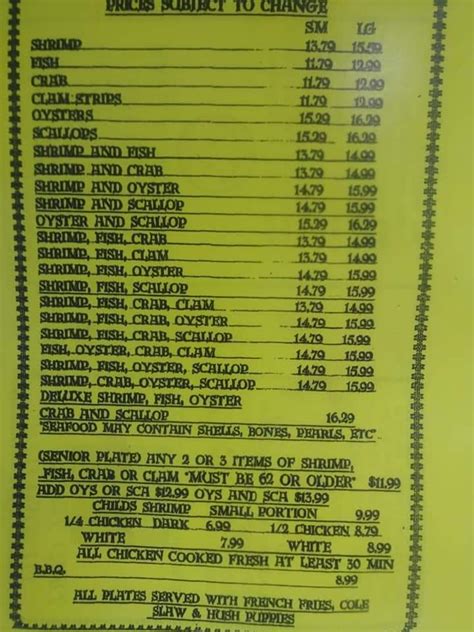 PRICES SUBJECT TO CHANGE
SM LG
SHRIMP 13.79 15.59
FISH 11.79 12.99
CRAB 11.79 12.99
CLAM STRIPS 11.79 12.99
OYSTERS 15.29 16.29
SCALLOPS 15.29 16.29
SHRIMP AND FISH 13.79 14.99
SHRIMP AND CRAB 13.79 14.99
SHRIMP AND OYSTER 14.79 15.99
SHRIMP AND SCALLOP 14.79 15.99
OYSTER AND SCALLOP 15.29 16.29
SHRIMP, FISH, CRAB 13.79 14.99
SHRIMP, FISH, CLAM 13.79 14.99
SHRIMP, FISH, OYSTER 14.79 15.99
SHRIMP, FISH, SCALLOP 14.79 15.99
SHRIMP, FISH, CRAB, CLAM 13.79 14.99
SHRIMP, FISH, CRAB, OYSTER 14.79 15.99
SHRIMP, FISH, CRAB, SCALLOP 14.79 15.99
FISH, OYSTER, CRAB, CLAM 14.79 15.99
SHRIMP, FISH, OYSTER, SCALLOP 14.79 15.99
SHRIMP, CRAB, OYSTER, SCALLOP 14.79 15.99
DELUXE SHRIMP, FISH, OYSTER
CRAB AND SCALLOP 16.29
"SEAFOOD MAY CONTAIN SHELLS, BONES, PEARLS, ETC"
(SENIOR PLATE) ANY 2 OR 3 ITEMS OF SHRIMP,
FISH, CRAB OR CLAM "MUST BE 62 OR OLDER" $11.99
ADD OYS OR SCA $12.99 OYS AND SCA $13.99
CHILDS SHRIMP SMALL PORTION 9.99
1/4 CHICKEN DARK 6.99 1/2 CHICKEN 8.79
WHITE 7.99 WHITE 8.99
ALL CHICKEN COOKED FRESH AT LEAST 30 MIN
B.B.Q. 8.99
ALL PLATES SERVED WITH FRENCH FRIES, COLE
SLAW & HUSH PUPPIES